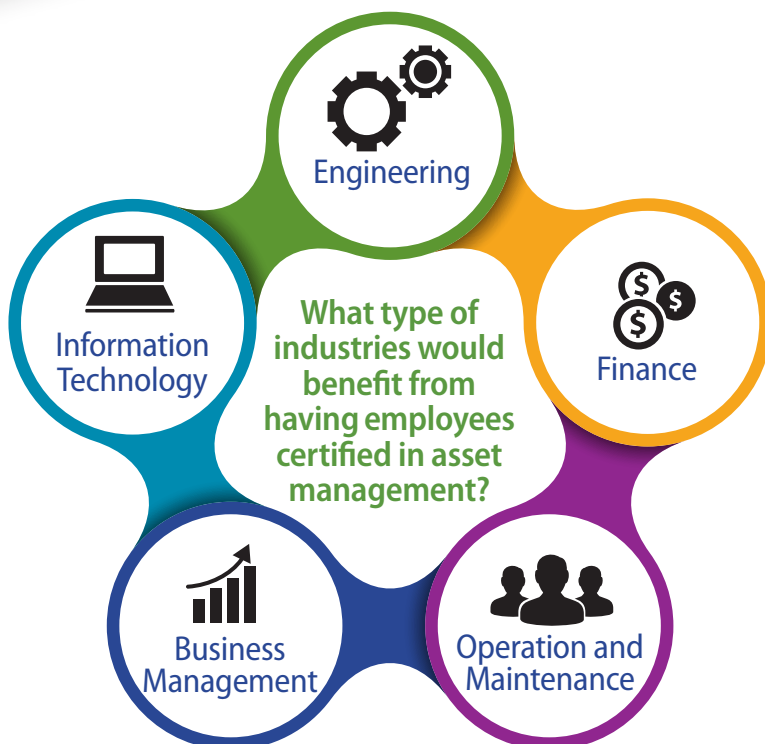 Engineering
Finance
Operation and
Maintenance
Business
Management
Information
Technology
What type of
industries would
benefit from
having employees
certified in asset
management?
$
$
$